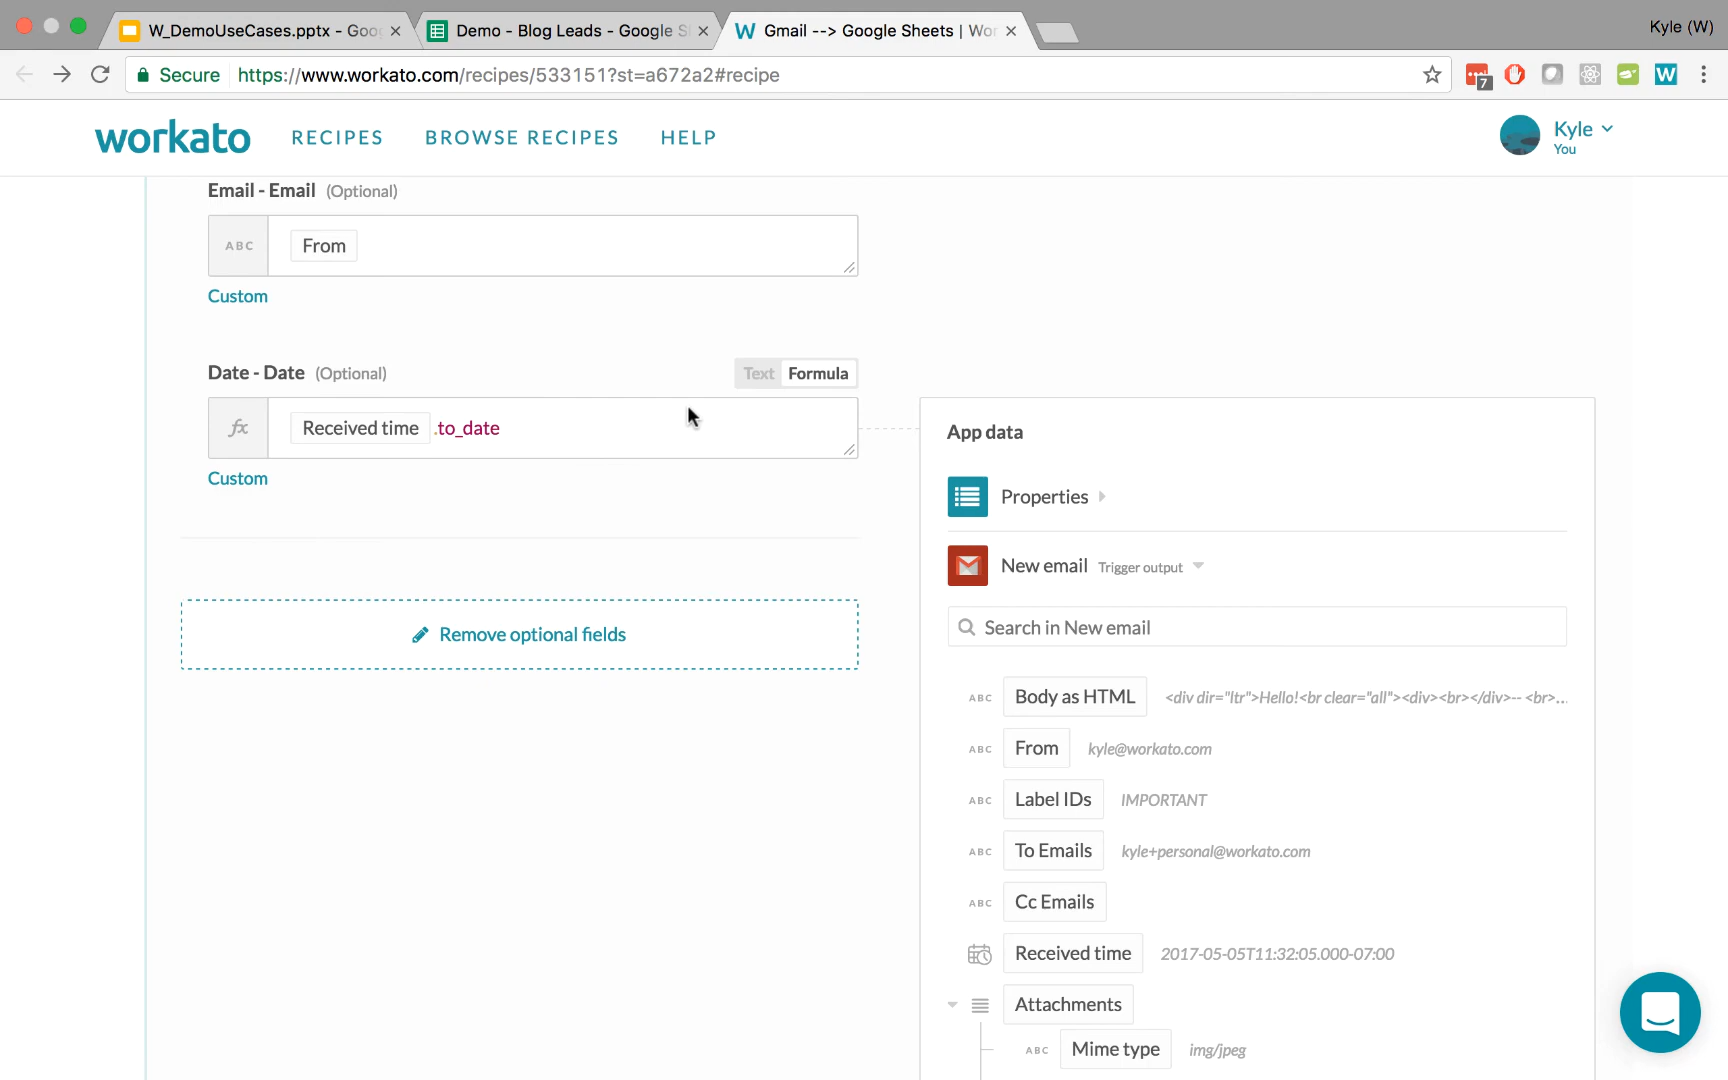 W_DemoUseCases.pptx - Goog
Demo - Blog Leads - Google S
Gmail --> Google Sheets | Wor
Kyle (W)
Secure
https://www.workato.com/recipes/533151?st=a672a2#recipe
7
W
workato
RECIPES
BROWSE RECIPES
HELP
Kyle
You
Email - Email (Optional)
ABC
From
Custom
Date - Date (Optional)
Text
Formula
fx
Received time .to_date
Custom
Remove optional fields
App data
Properties
New email Trigger output
Search in New email
ABC Body as HTML <div dir="ltr">Hello!<br clear="all"><div><br></div>-- <br>...
ABC From kyle@workato.com
ABC Label IDs IMPORTANT
ABC To Emails kyle+personal@workato.com
ABC Cc Emails
Received time 2017-05-05T11:32:05.000-07:00
Attachments
ABC Mime type img/jpeg